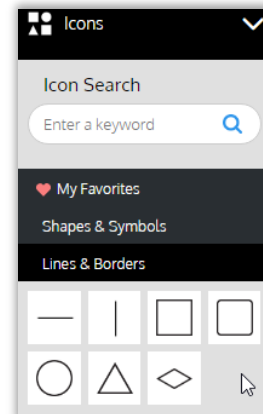 Icons
Icon Search
Enter a keyword
My Favorites
Shapes & Symbols
Lines & Borders